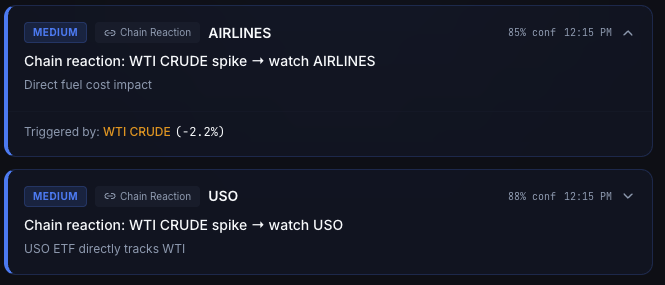 MEDIUM Chain Reaction AIRLINES 85% conf 12:15 PM
Chain reaction: WTI CRUDE spike → watch AIRLINES
Direct fuel cost impact
Triggered by: WTI CRUDE (-2.2%)
MEDIUM Chain Reaction USO 88% conf 12:15 PM
Chain reaction: WTI CRUDE spike → watch USO
USO ETF directly tracks WTI